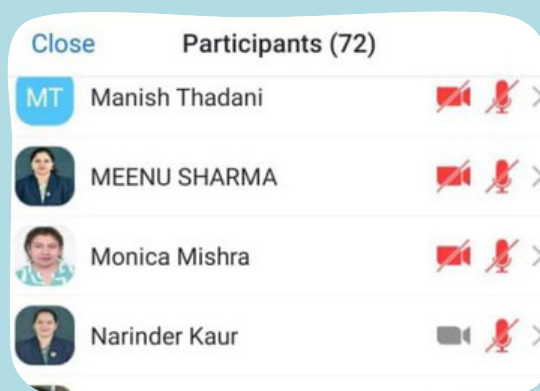 Close Participants (72)
MT Manish Thadani
MEENU SHARMA
Monica Mishra
Narinder Kaur